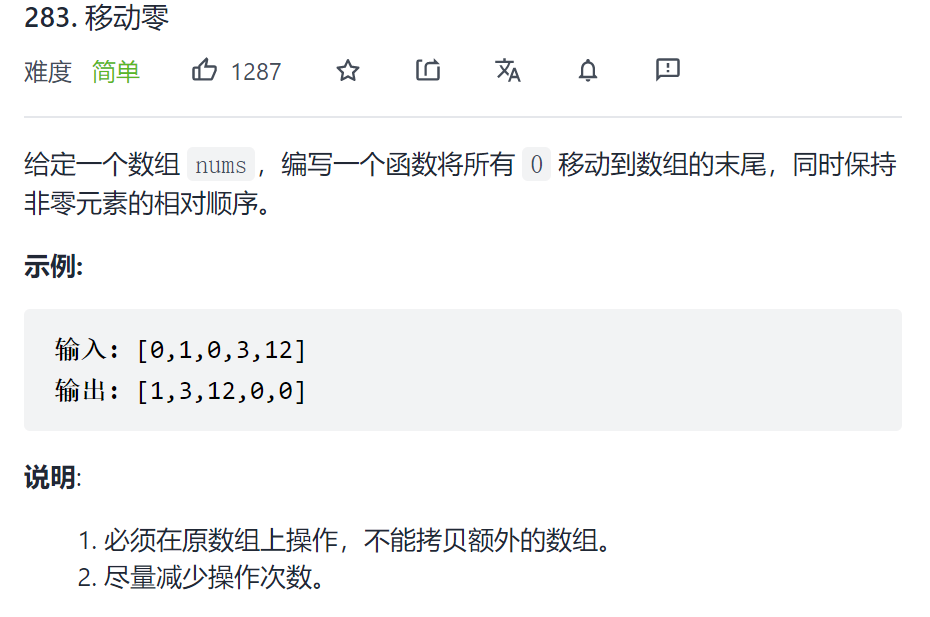 283. 移动零
难度 简单 1287
给定一个数组 nums，编写一个函数将所有 0 移动到数组的末尾，同时保持
非零元素的相对顺序。
示例:
输入: [0,1,0,3,12]
输出: [1,3,12,0,0]
说明:
1. 必须在原数组上操作，不能拷贝额外的数组。
2. 尽量减少操作次数。